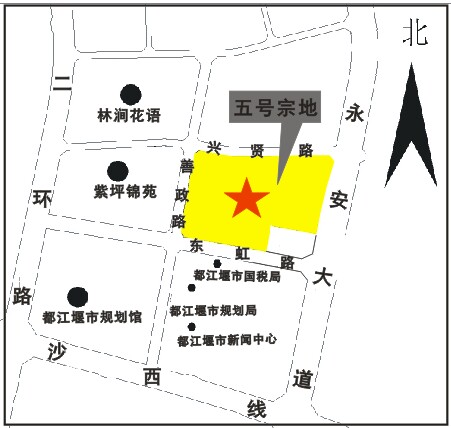 北
二环路
永安大道
林涧花语
五号宗地
兴贤路
紫坪锦苑
善政路
东虹路
都江堰市国税局
都江堰市规划馆
都江堰市规划局
都江堰市新闻中心
沙西线